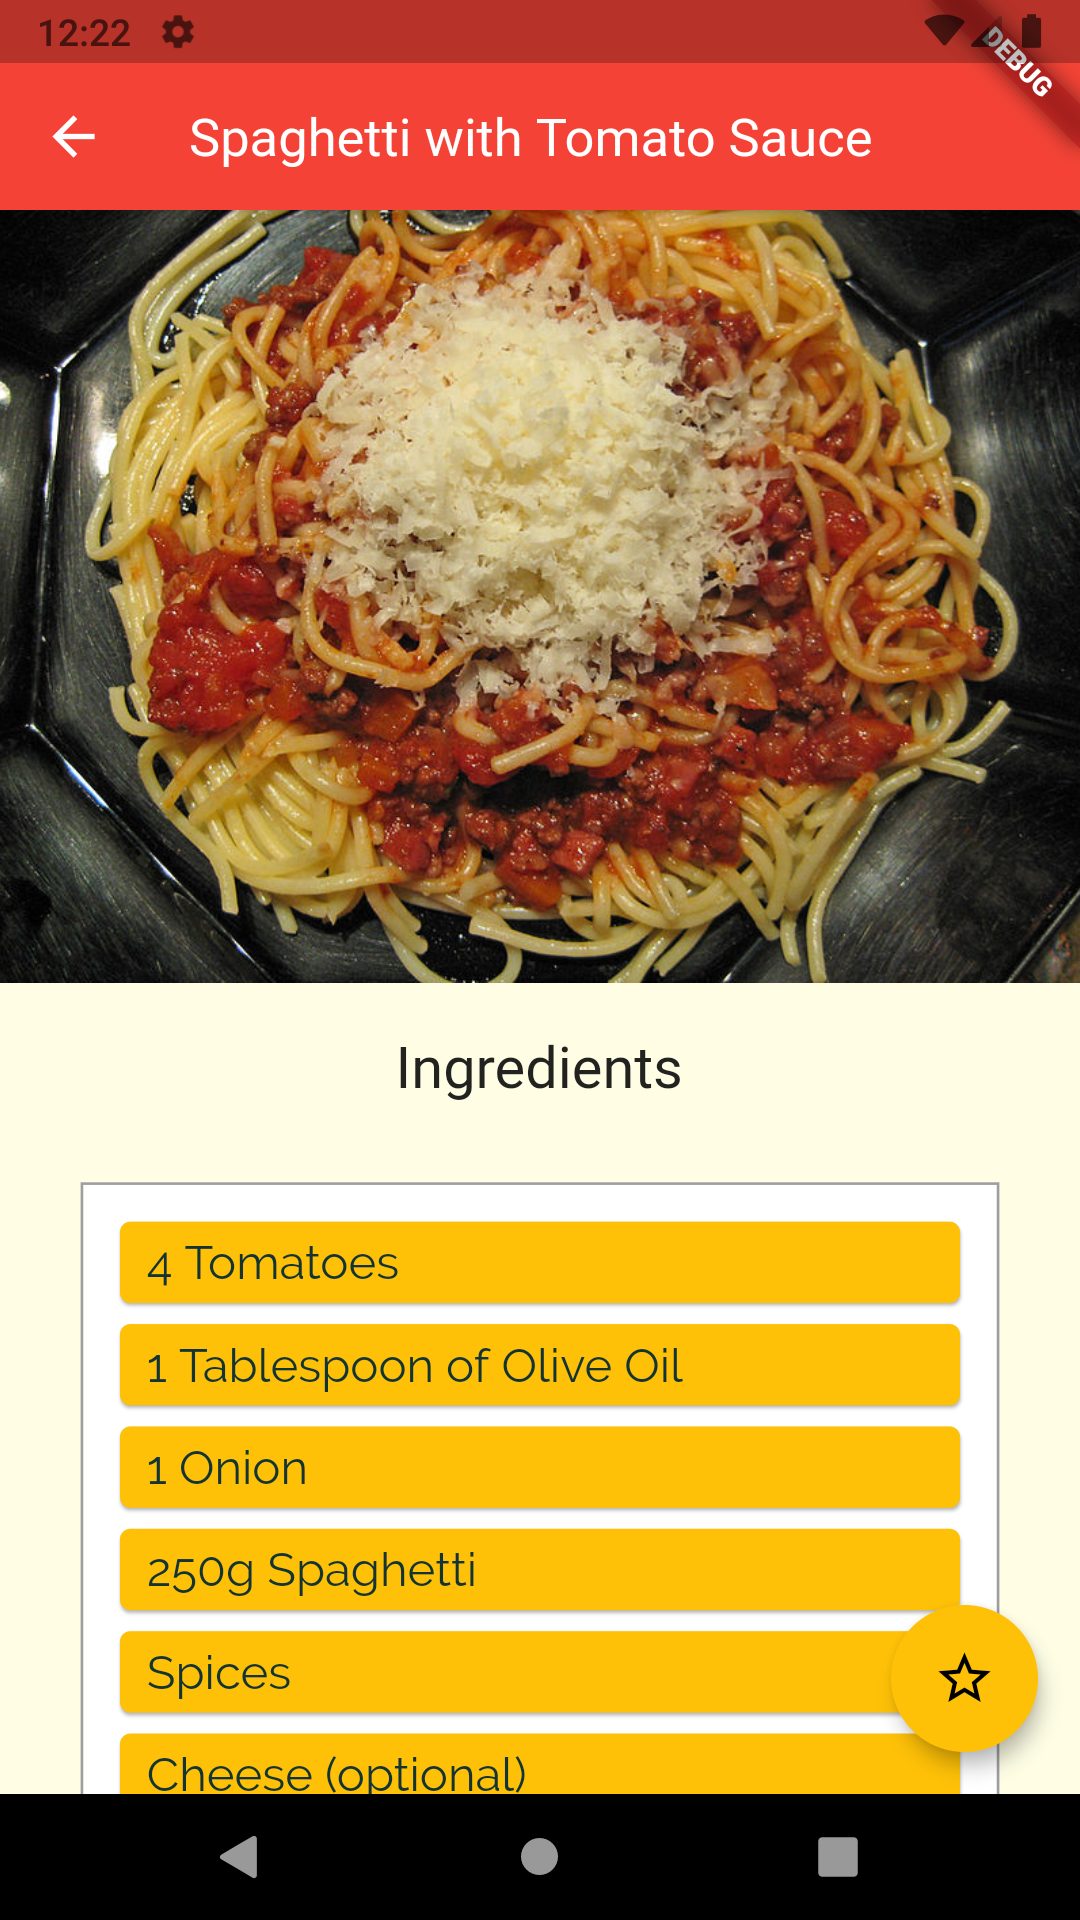 12:22
DEBUG
Spaghetti with Tomato Sauce
Ingredients
4 Tomatoes
1 Tablespoon of Olive Oil
1 Onion
250g Spaghetti
Spices
Cheese (optional)